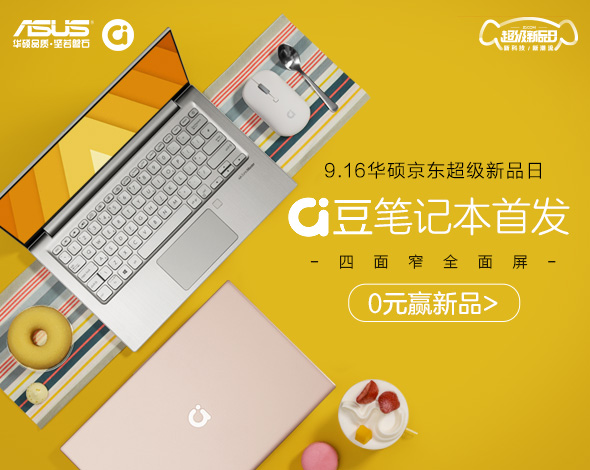 ASUS
华硕品质·坚若磐石
超级新品日
9.16华硕京东超级新品日
a豆笔记本首发
- 四面窄全面屏 -
0元赢新品>